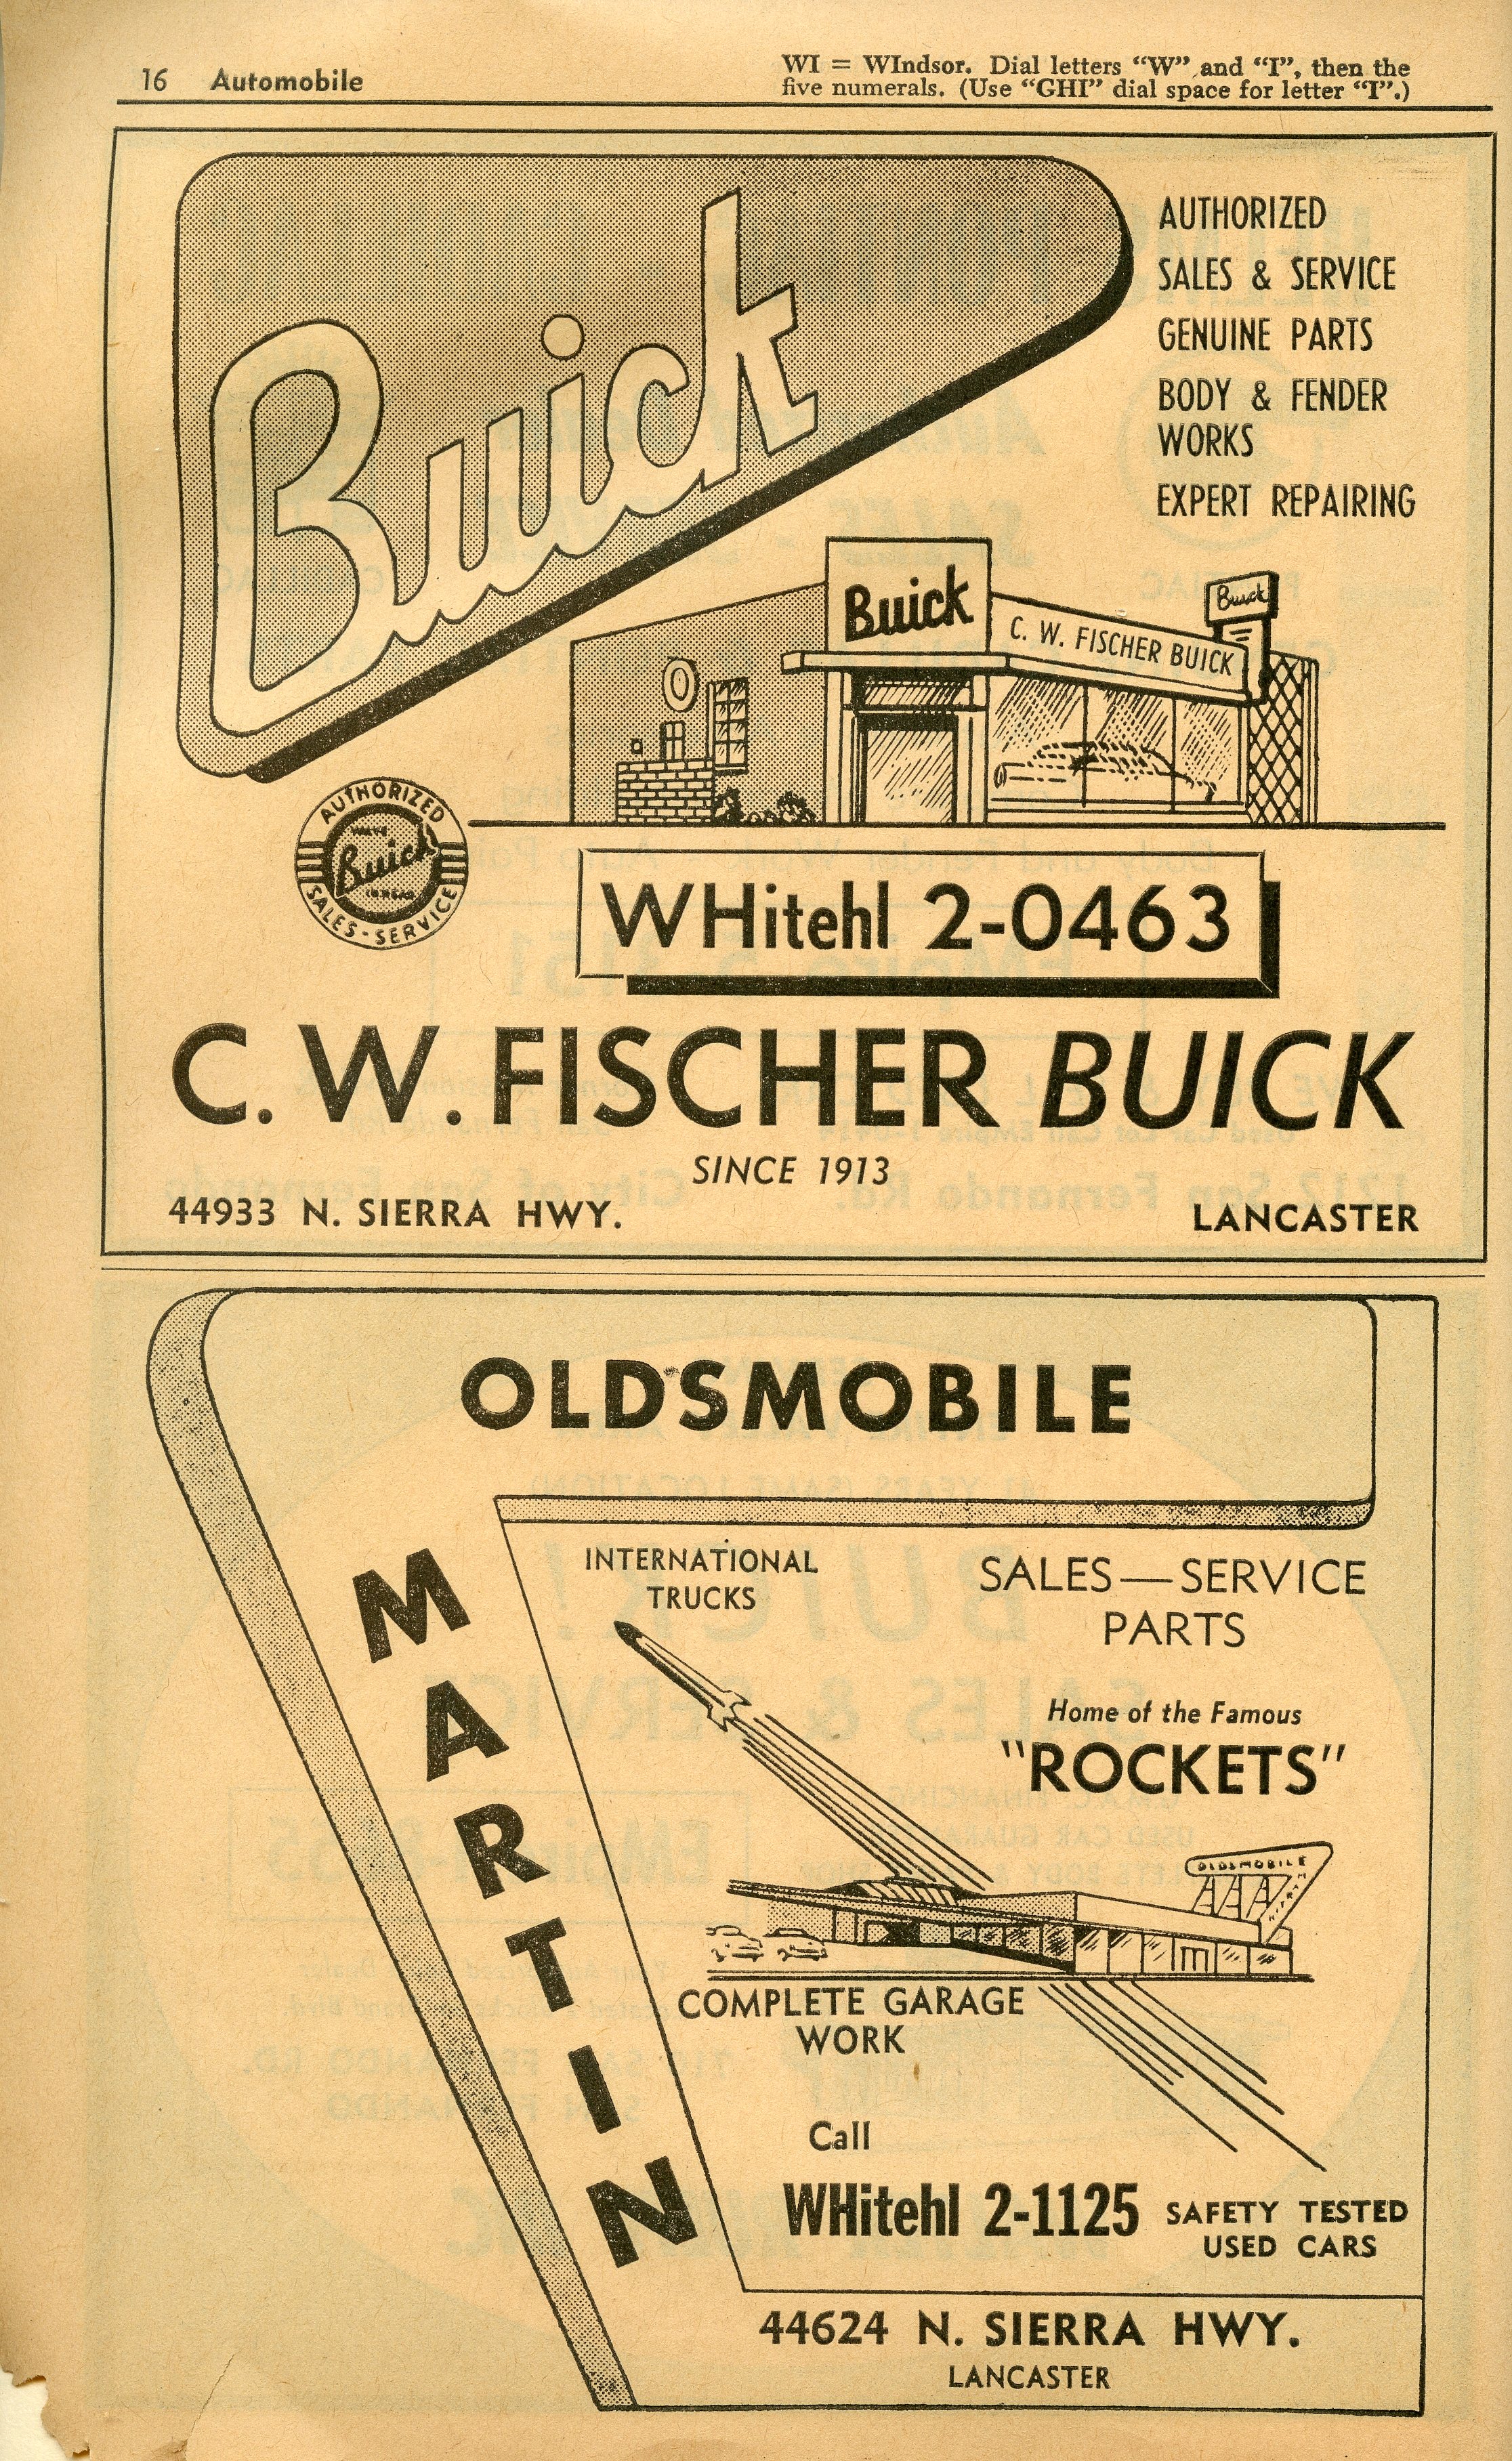 16 Automobile
WI = WIndsor. Dial letters “W” and “I”, then the
five numerals. (Use “GHI” dial space for letter “I”.)
Buick
AUTHORIZED
SALES & SERVICE
GENUINE PARTS
BODY & FENDER
WORKS
EXPERT REPAIRING
Buick
C. W. FISCHER BUICK
Buick
AUTHORIZED
Buick
SALES - SERVICE
WHitehl 2-0463
C. W. FISCHER BUICK
SINCE 1913
44933 N. SIERRA HWY.
LANCASTER
OLDSMOBILE
MARTIN
INTERNATIONAL
TRUCKS
SALES — SERVICE
PARTS
Home of the Famous
"ROCKETS"
OLDSMOBILE
MARTIN
COMPLETE GARAGE
WORK
Call
WHitehl 2-1125
SAFETY TESTED
USED CARS
44624 N. SIERRA HWY.
LANCASTER